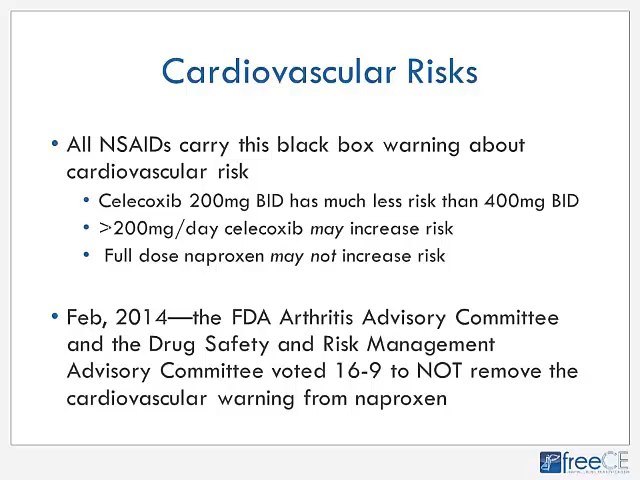 Cardiovascular Risks
• All NSAIDs carry this black box warning about
cardiovascular risk
• Celecoxib 200mg BID has much less risk than 400mg BID
• >200mg/day celecoxib may increase risk
• Full dose naproxen may not increase risk
• Feb, 2014—the FDA Arthritis Advisory Committee
and the Drug Safety and Risk Management
Advisory Committee voted 16-9 to NOT remove the
cardiovascular warning from naproxen
freeCE